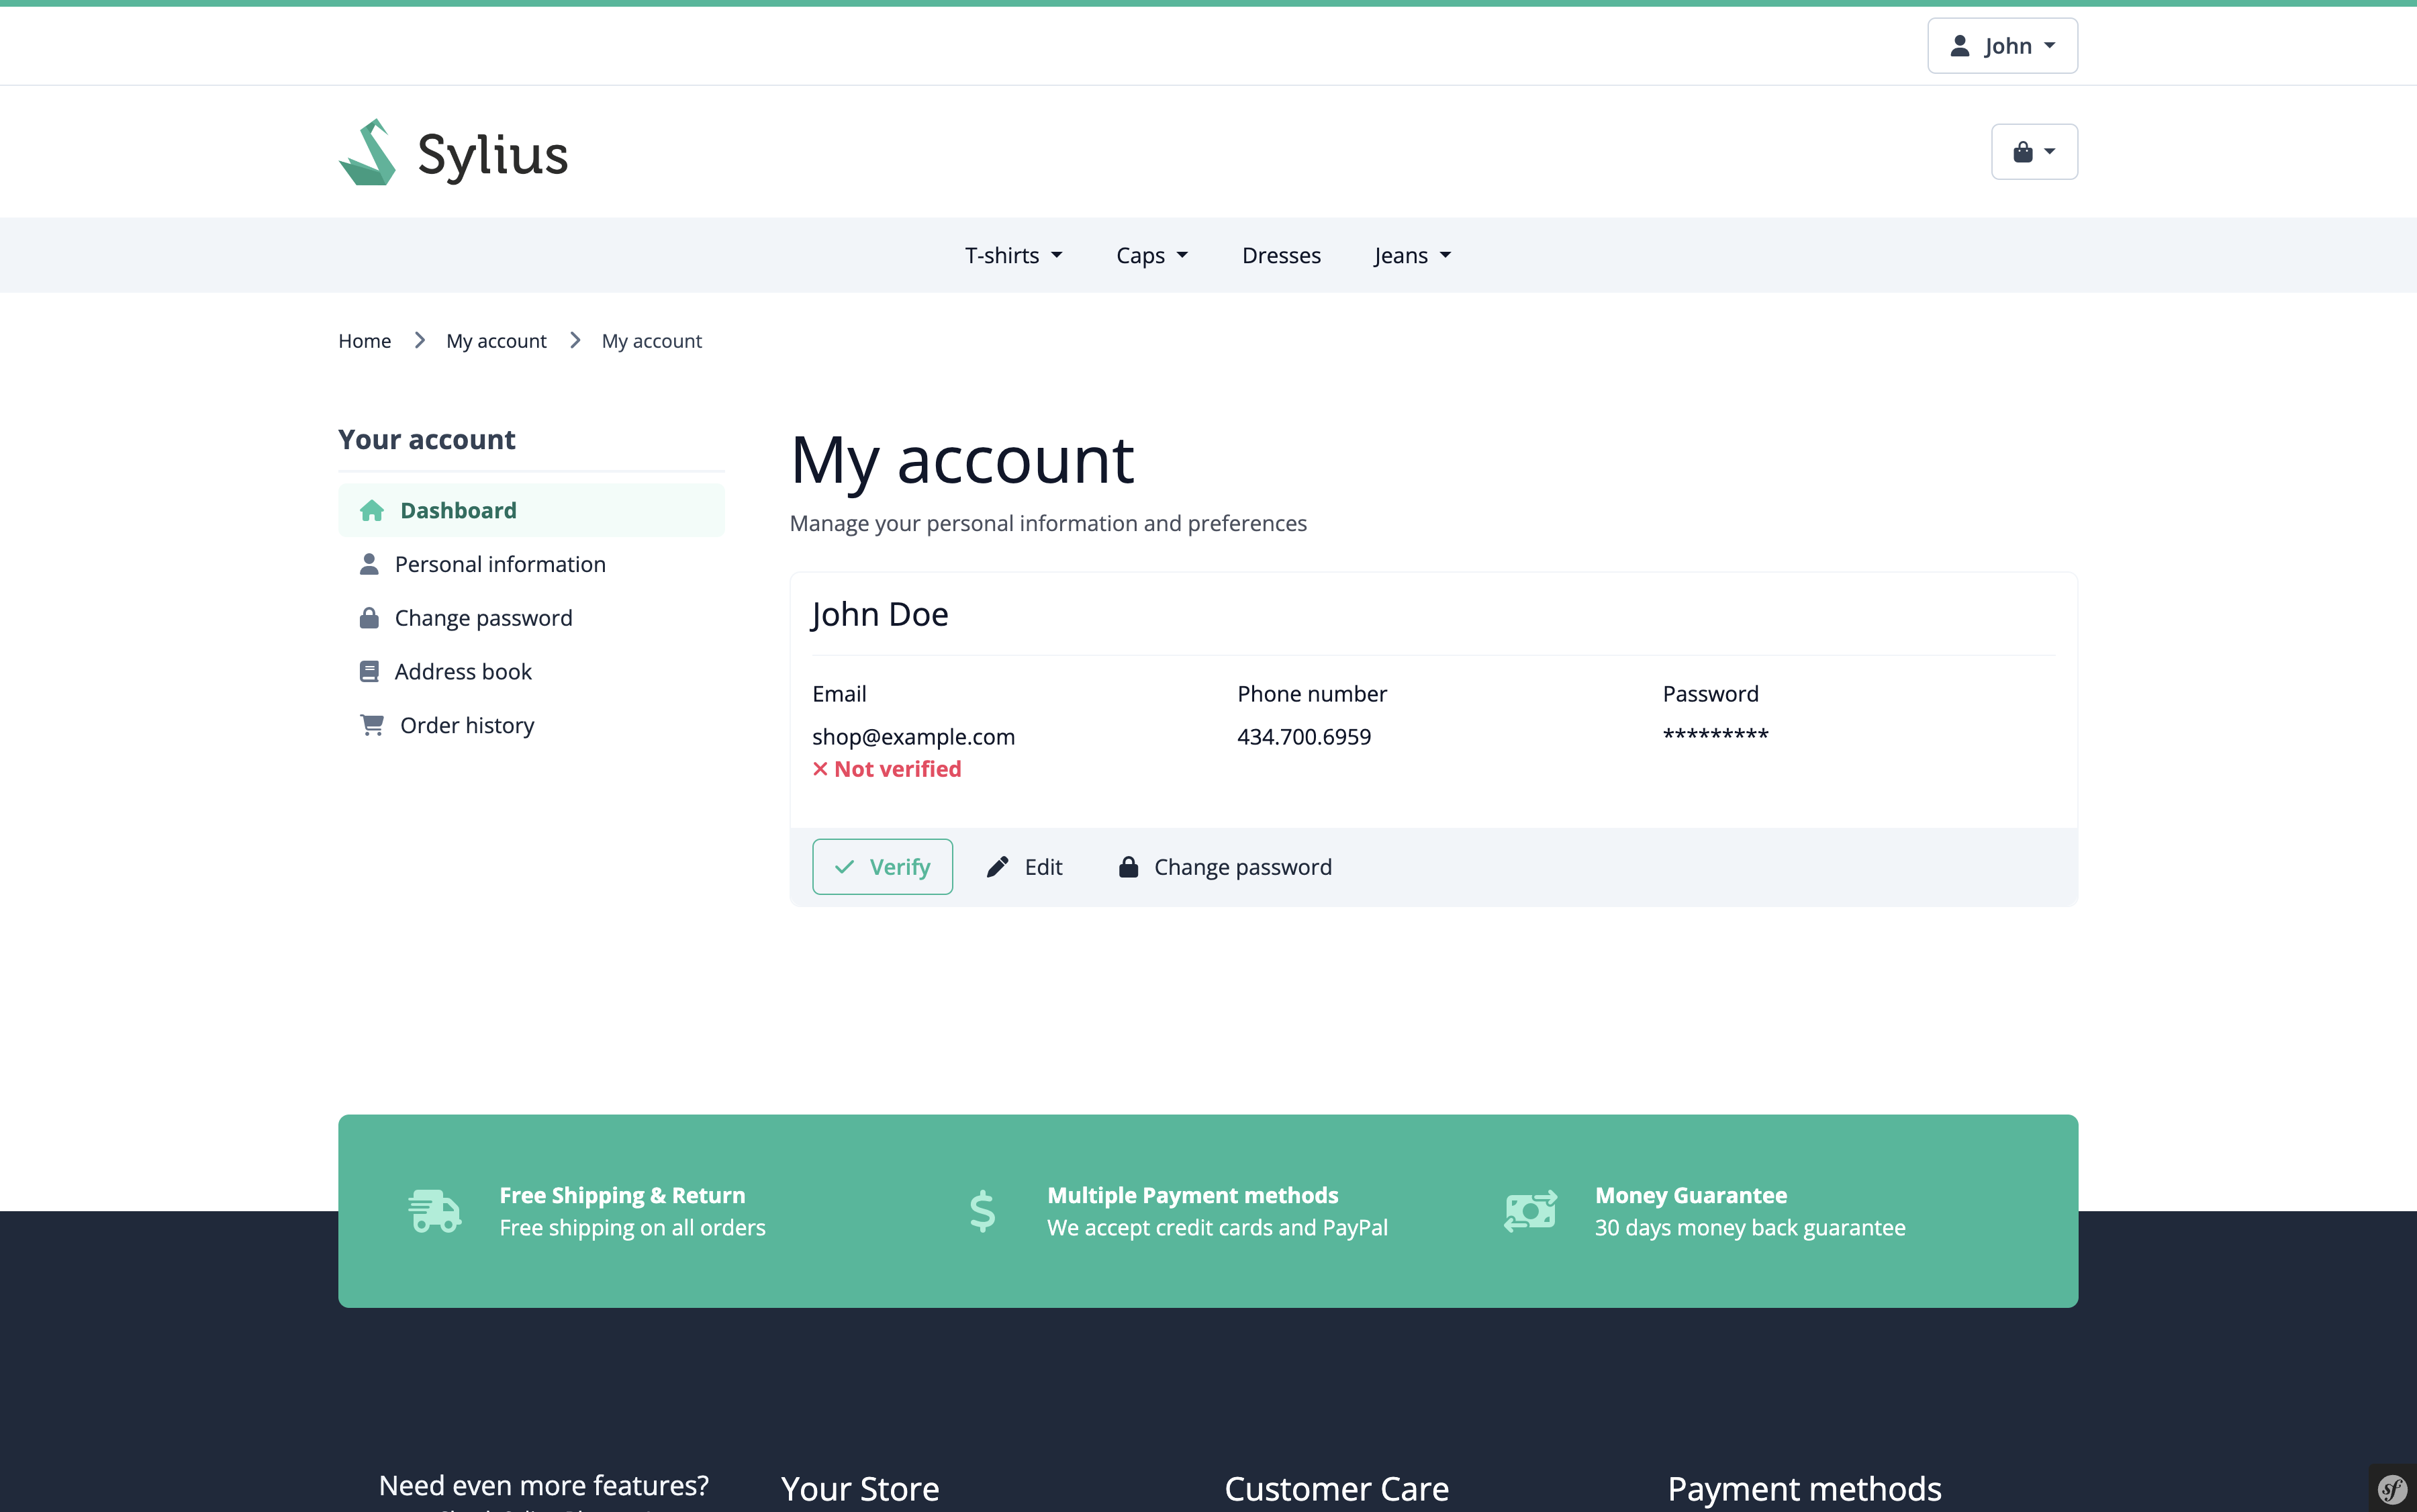 John
Sylius
T-shirts Caps Dresses Jeans
Home My account My account
Your account
Dashboard
Personal information
Change password
Address book
Order history
My account
Manage your personal information and preferences
John Doe
Email Phone number Password
shop@example.com 434.700.6959 *********
Not verified
Verify Edit Change password
Free Shipping & Return
Free shipping on all orders
Multiple Payment methods
We accept credit cards and PayPal
Money Guarantee
30 days money back guarantee
Need even more features?
Your Store
Customer Care
Payment methods
sf